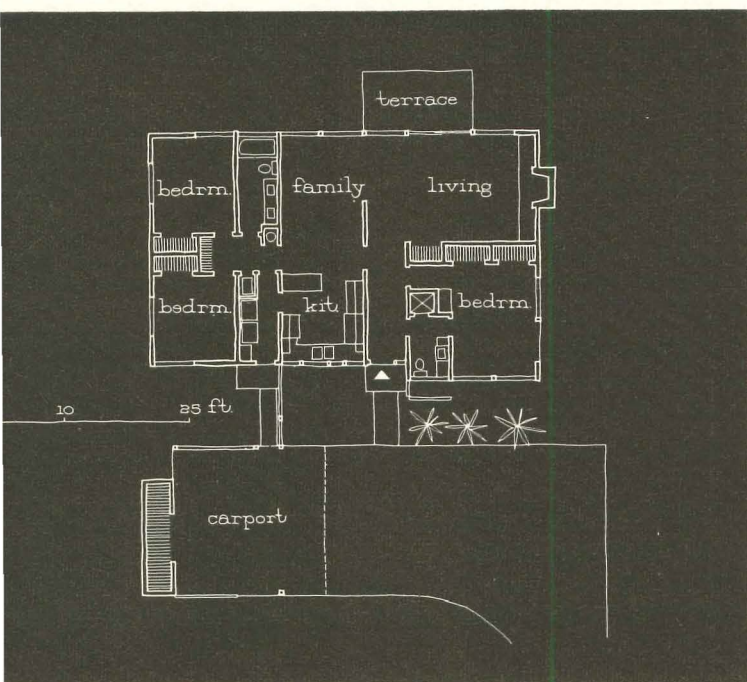 terrace
bedrm.
family
living
bedrm.
kit.
bedrm.
10
25 ft.
carport